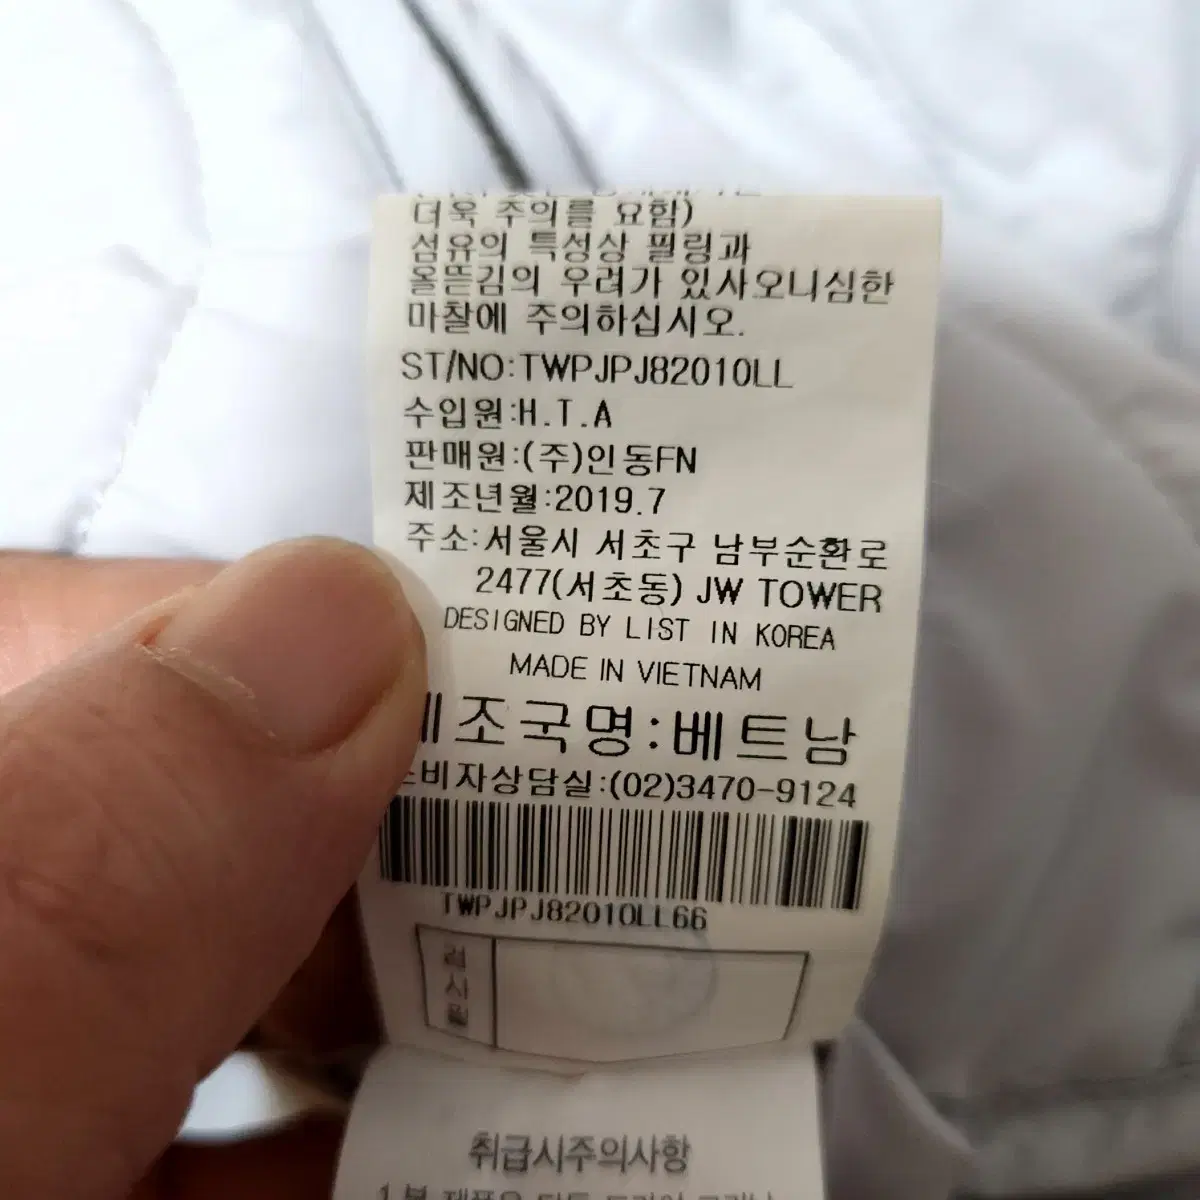 더욱 주의를 요함)
섬유의 특성상 필링과
올뜯김의 우려가 있사오니심한
마찰에 주의하십시오.
ST/NO:TWPJPJ82010LL
수입원:H.T.A
판매원:(주)인동FN
제조년월:2019.7
주소:서울시 서초구 남부순환로
2477(서초동) JW TOWER
DESIGNED BY LIST IN KOREA
MADE IN VIETNAM
제조국명:베트남
소비자상담실:(02)3470-9124
TWPJPJ82010LL66
검사필
취급시주의사항